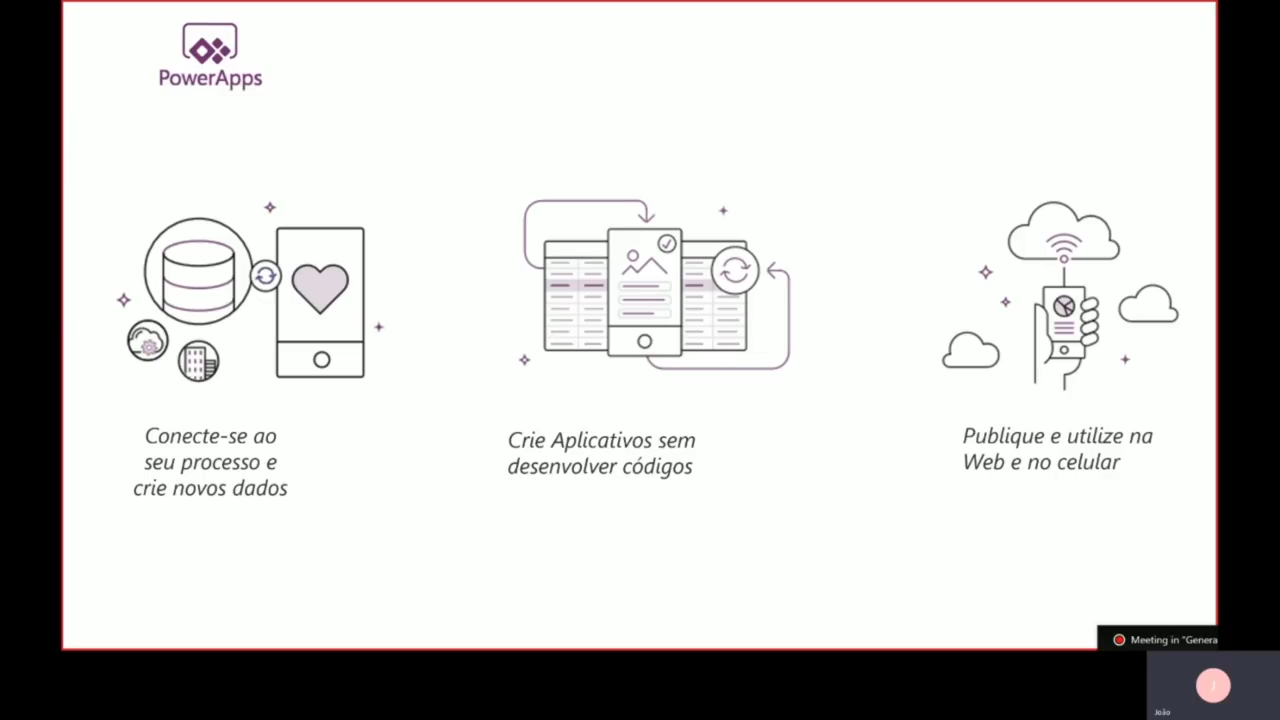 PowerApps
Conecte-se ao
seu processo e
crie novos dados
Crie Aplicativos sem
desenvolver códigos
Publique e utilize na
Web e no celular
Meeting in "Genera
J
João